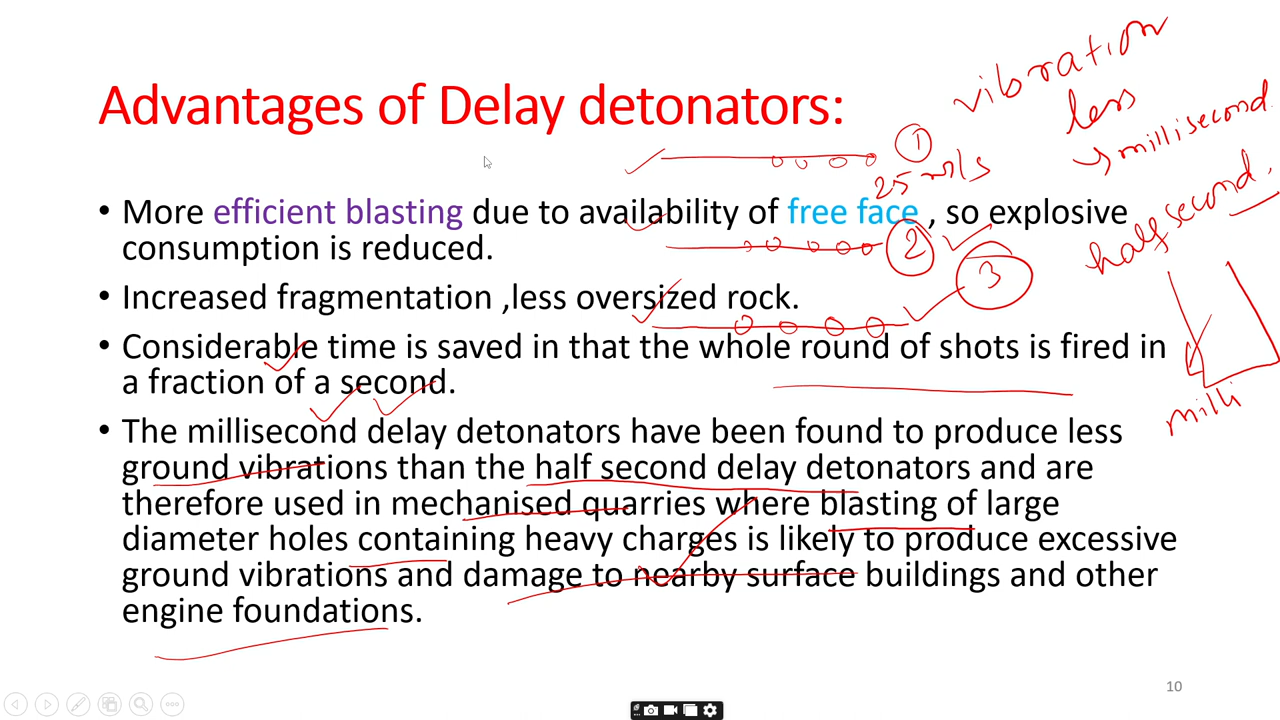 Advantages of Delay detonators:
vibration
less
→ millisecond.
half second.
①
25 m/s
②
③
milli
• More efficient blasting due to availability of free face , so explosive
consumption is reduced.
• Increased fragmentation ,less oversized rock.
• Considerable time is saved in that the whole round of shots is fired in
a fraction of a second.
• The millisecond delay detonators have been found to produce less
ground vibrations than the half second delay detonators and are
therefore used in mechanised quarries where blasting of large
diameter holes containing heavy charges is likely to produce excessive
ground vibrations and damage to nearby surface buildings and other
engine foundations.
10